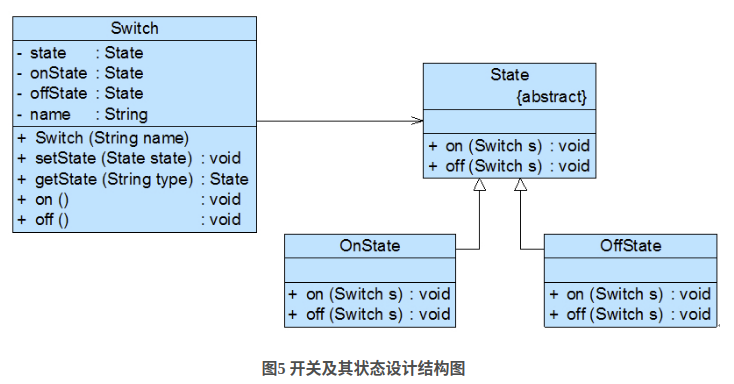 Switch
- state : State
- onState : State
- offState : State
- name : String
+ Switch (String name)
+ setState (State state) : void
+ getState (String type) : State
+ on () : void
+ off () : void
State
{abstract}
+ on (Switch s) : void
+ off (Switch s) : void
OnState
+ on (Switch s) : void
+ off (Switch s) : void
OffState
+ on (Switch s) : void
+ off (Switch s) : void
图5 开关及其状态设计结构图